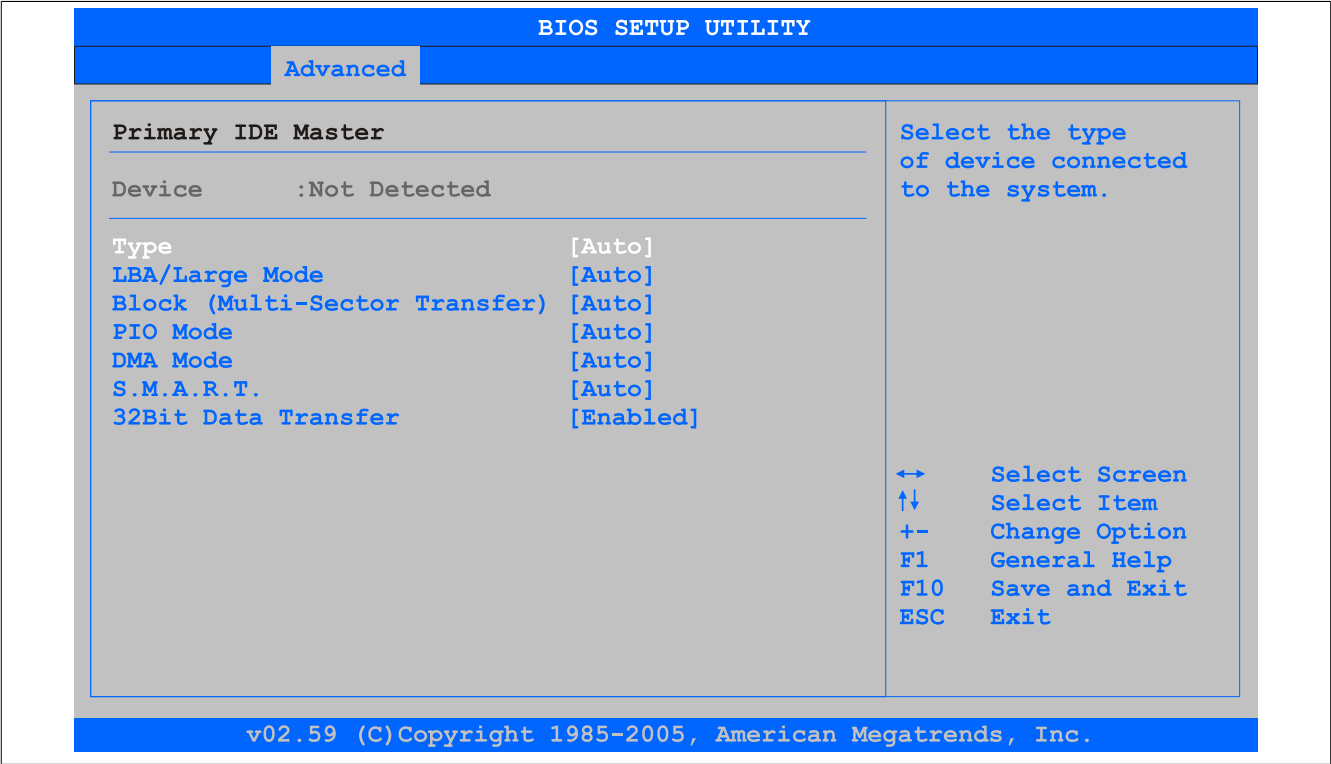 BIOS SETUP UTILITY
Advanced
Primary IDE Master
Device :Not Detected
Type [Auto]
LBA/Large Mode [Auto]
Block (Multi-Sector Transfer) [Auto]
PIO Mode [Auto]
DMA Mode [Auto]
S.M.A.R.T. [Auto]
32Bit Data Transfer [Enabled]
Select the type
of device connected
to the system.
↔ Select Screen
↑↓ Select Item
+- Change Option
F1 General Help
F10 Save and Exit
ESC Exit
v02.59 (C)Copyright 1985-2005, American Megatrends, Inc.